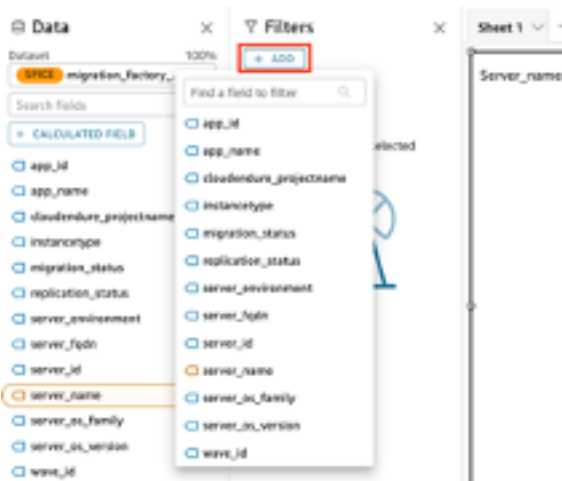 Data
Dataset
100%
SPICE migration_factory_...
Search fields
+ CALCULATED FIELD
app_id
app_name
cloudendure_projectname
instancetype
migration_status
replication_status
server_environment
server_fqdn
server_id
server_name
server_os_family
server_os_version
wave_id
Filters
+ ADD
Find a field to filter
app_id
app_name
cloudendure_projectname
instancetype
migration_status
replication_status
server_environment
server_fqdn
server_id
server_name
server_os_family
server_os_version
wave_id
elected
Sheet 1
Server_name